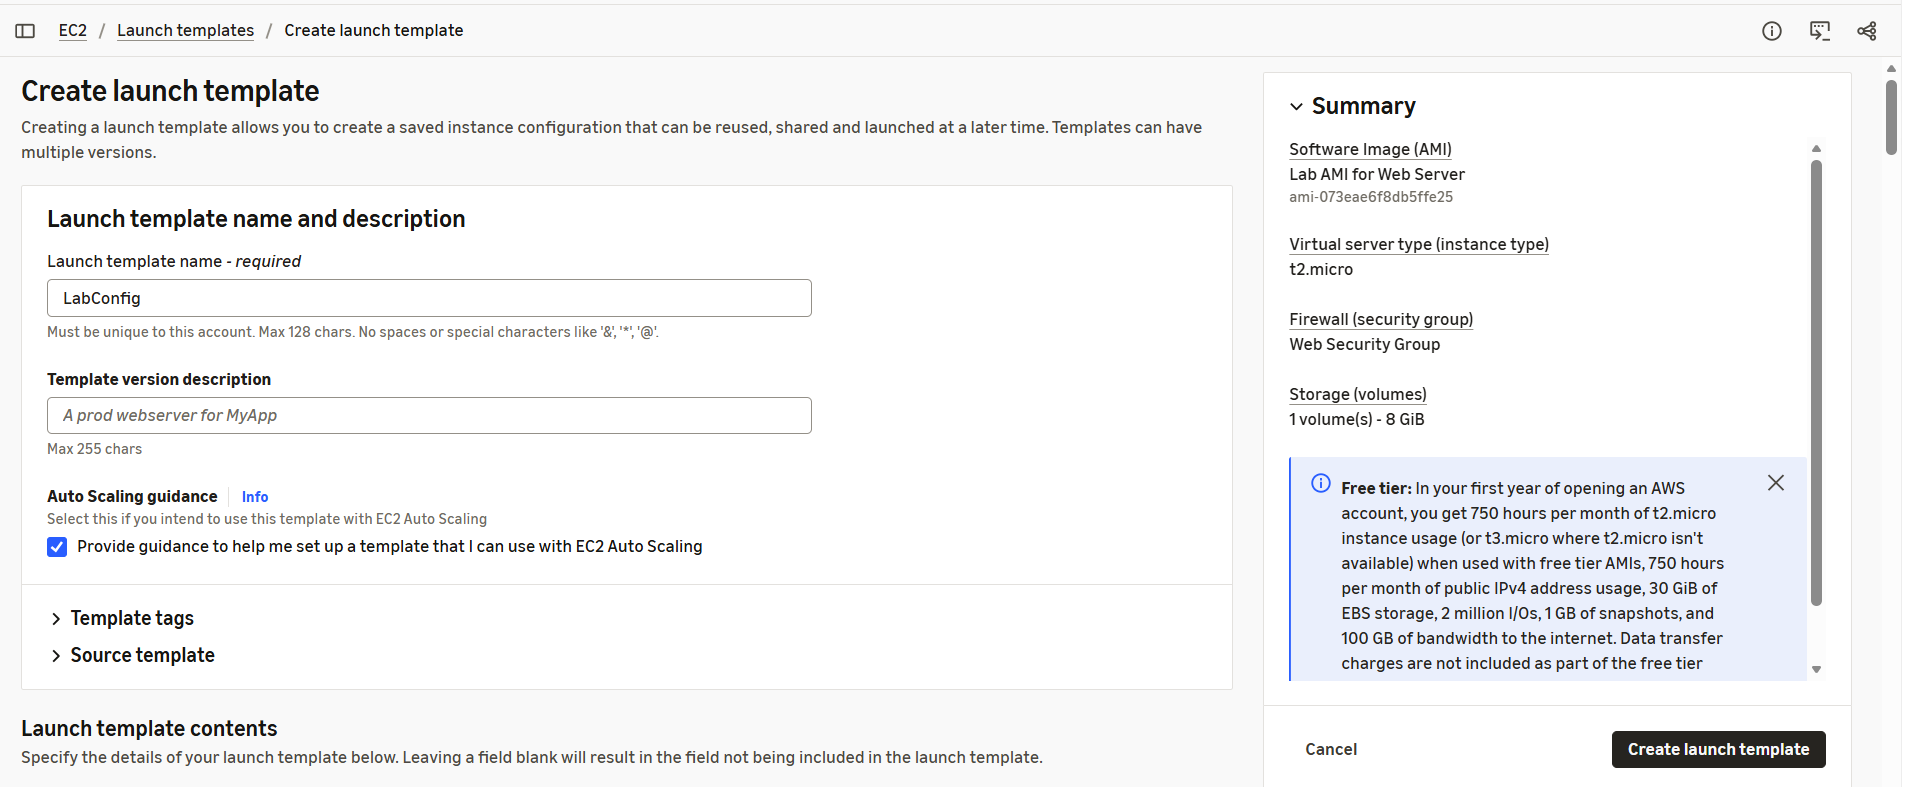 EC2 / Launch templates / Create launch template
Create launch template
Creating a launch template allows you to create a saved instance configuration that can be reused, shared and launched at a later time. Templates can have
multiple versions.
Launch template name and description
Launch template name - required
LabConfig
Must be unique to this account. Max 128 chars. No spaces or special characters like '&', '*', '@'.
Template version description
A prod webserver for MyApp
Max 255 chars
Auto Scaling guidance Info
Select this if you intend to use this template with EC2 Auto Scaling
Provide guidance to help me set up a template that I can use with EC2 Auto Scaling
Template tags
Source template
Launch template contents
Specify the details of your launch template below. Leaving a field blank will result in the field not being included in the launch template.
Summary
Software Image (AMI)
Lab AMI for Web Server
ami-073eae6f8db5ffe25
Virtual server type (instance type)
t2.micro
Firewall (security group)
Web Security Group
Storage (volumes)
1 volume(s) - 8 GiB
Free tier: In your first year of opening an AWS
account, you get 750 hours per month of t2.micro
instance usage (or t3.micro where t2.micro isn't
available) when used with free tier AMIs, 750 hours
per month of public IPv4 address usage, 30 GiB of
EBS storage, 2 million I/Os, 1 GB of snapshots, and
100 GB of bandwidth to the internet. Data transfer
charges are not included as part of the free tier
Cancel
Create launch template